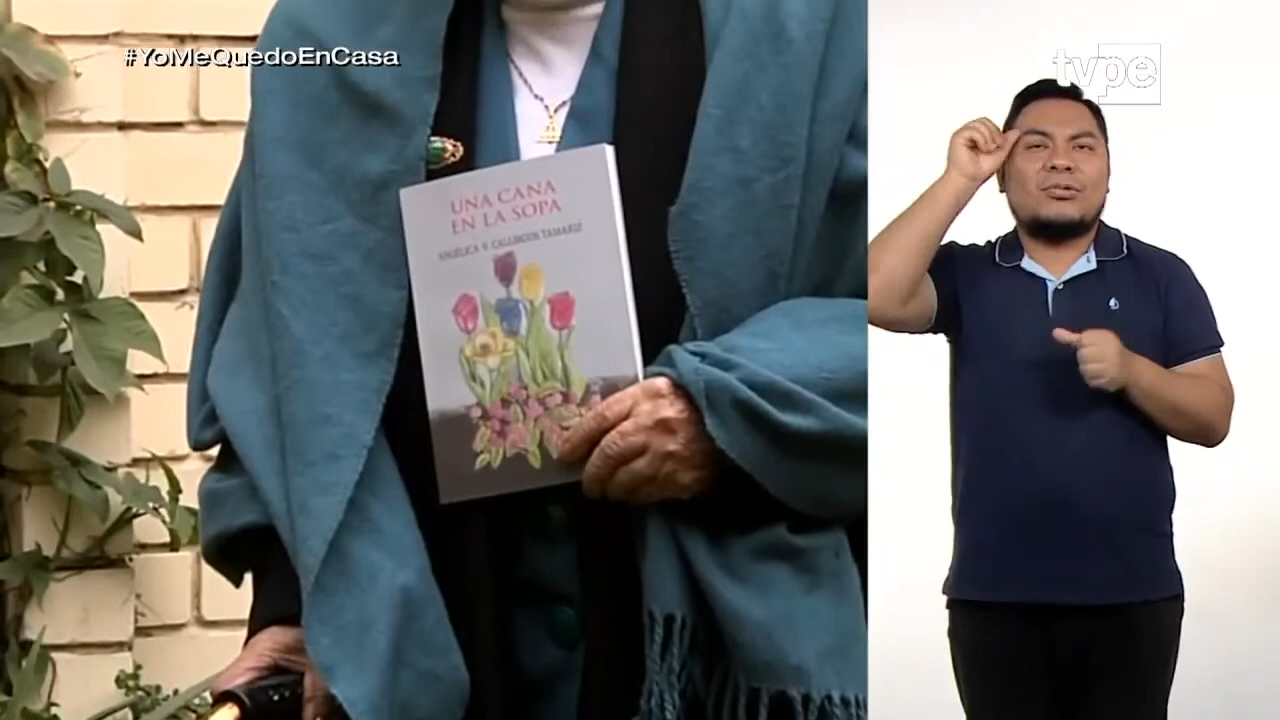 #YoMeQuedoEnCasa
tvpe
UNA CANA
EN LA SOPA
ANGÉLICA V. CALLIRGOS TAMARIZ